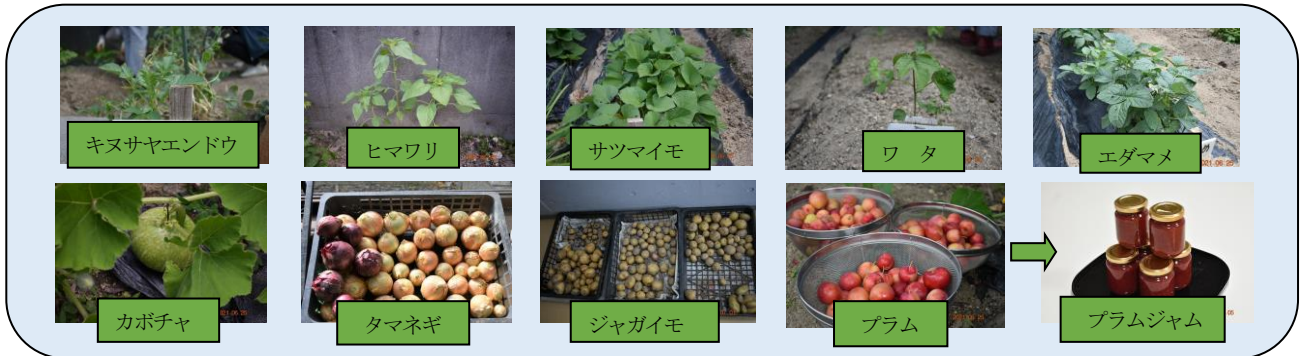 キヌサヤエンドウ
ヒマワリ
サツマイモ
ワ タ
エダマメ
カボチャ
タマネギ
ジャガイモ
プラム
プラムジャム